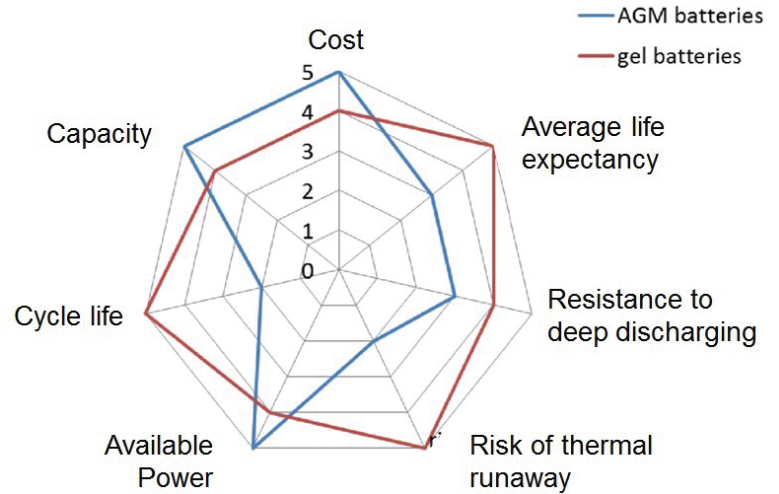 AGM batteries
gel batteries
Cost
5
4
3
2
1
0
Capacity
Average life
expectancy
Cycle life
Resistance to
deep discharging
Available
Power
Risk of thermal
runaway